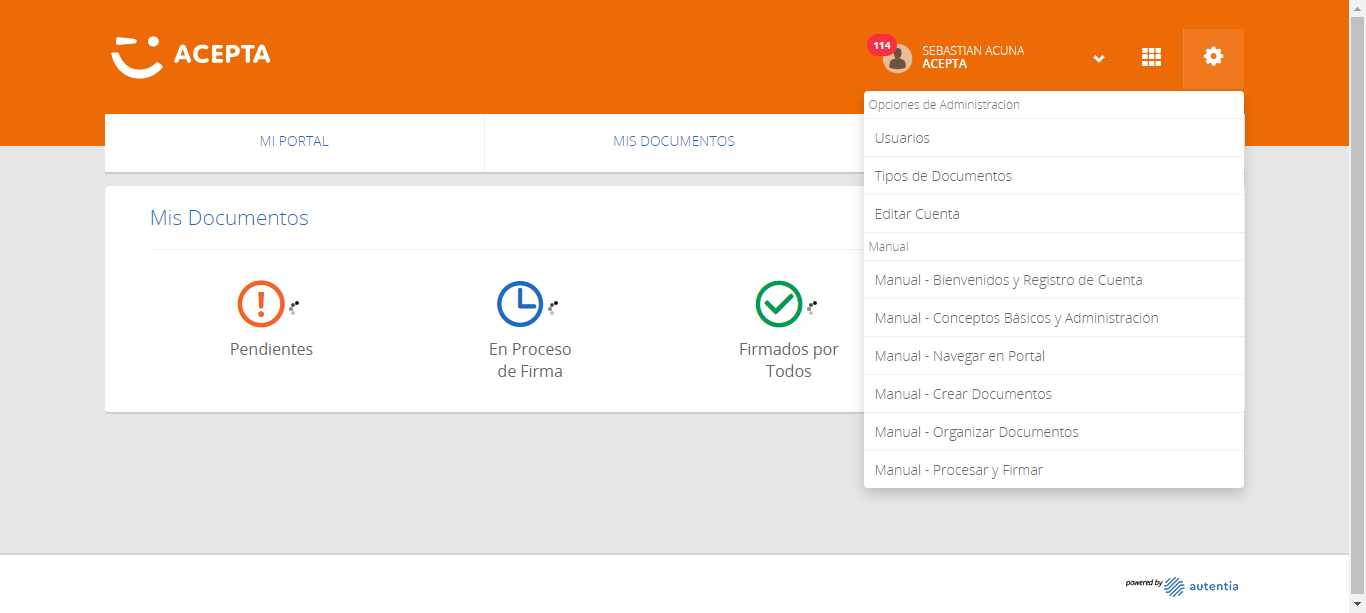 ACEPTA
114
SEBASTIAN ACUNA
ACEPTA
MI PORTAL
MIS DOCUMENTOS
Opciones de Administración
Usuarios
Tipos de Documentos
Editar Cuenta
Manual
Manual - Bienvenidos y Registro de Cuenta
Manual - Conceptos Básicos y Administración
Manual - Navegar en Portal
Manual - Crear Documentos
Manual - Organizar Documentos
Manual - Procesar y Firmar
Mis Documentos
Pendientes
En Proceso
de Firma
Firmados por
Todos
powered by autentia